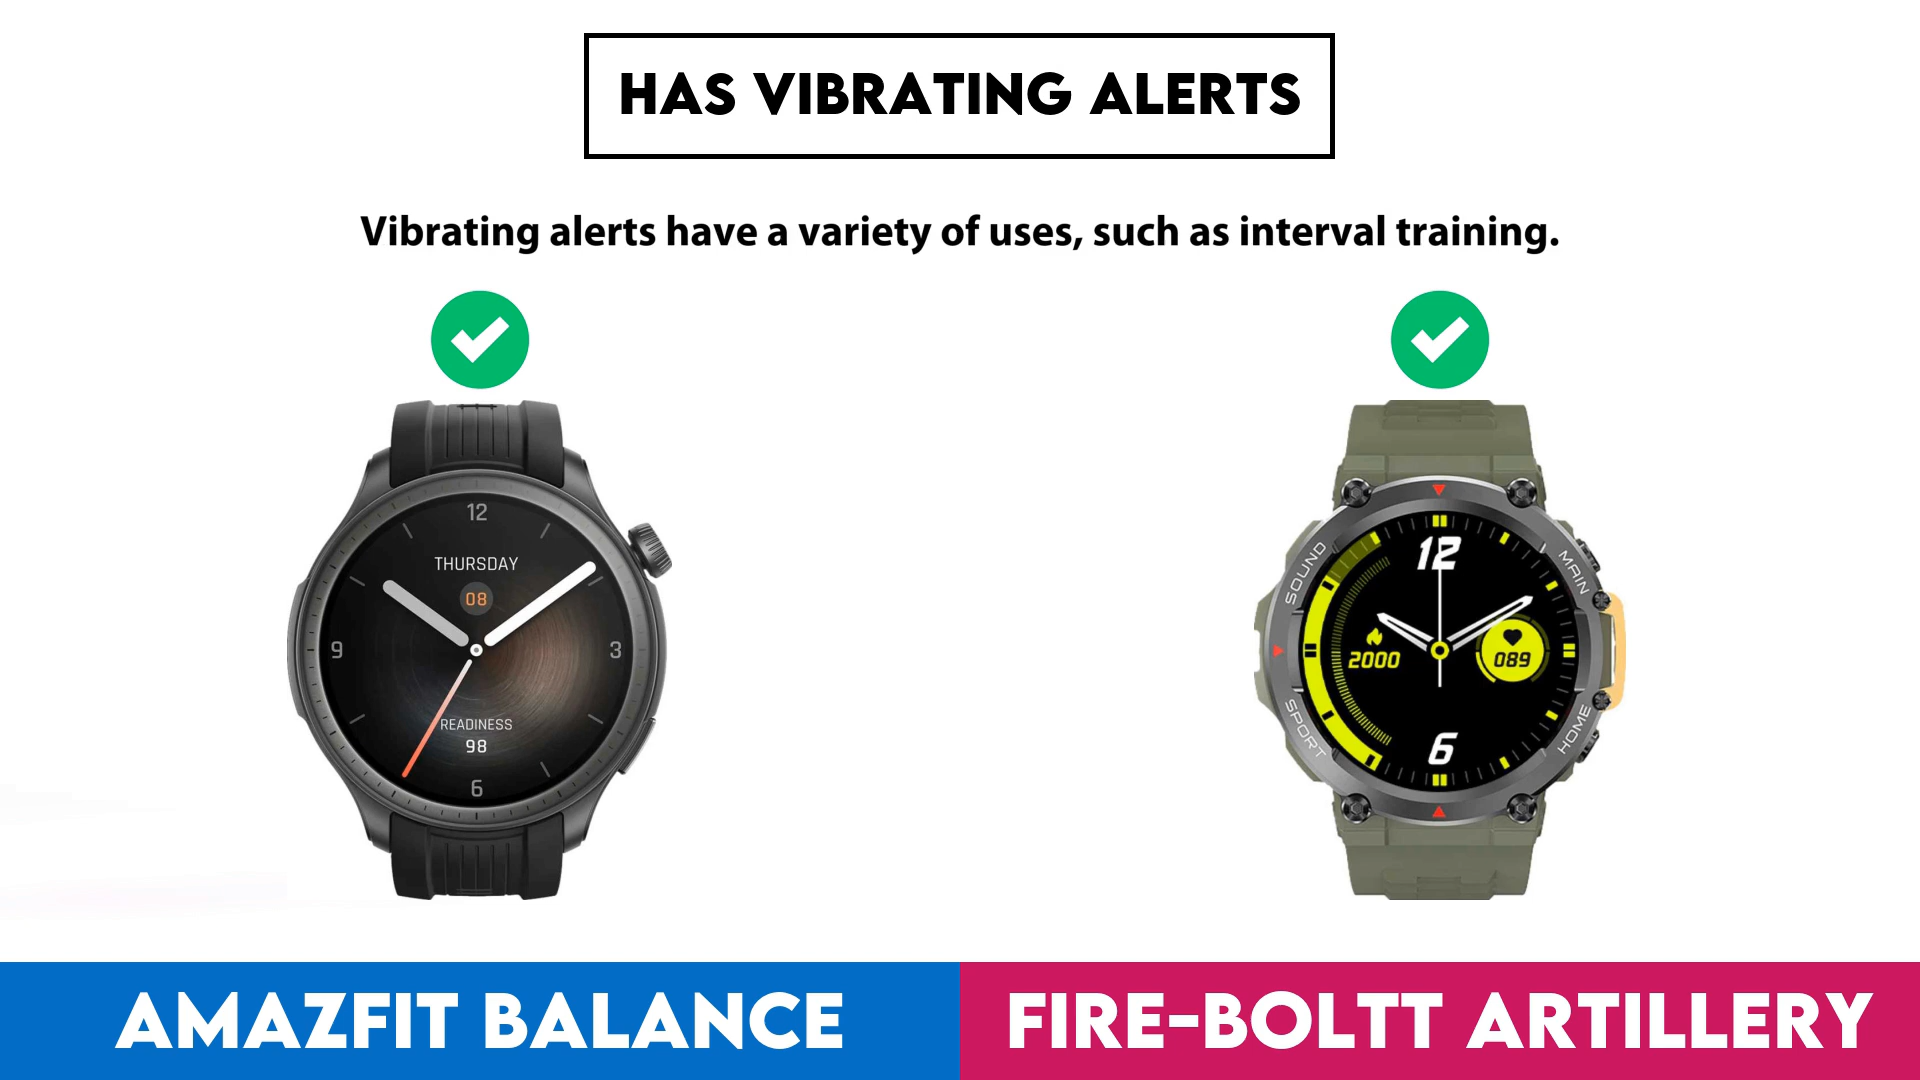 HAS VIBRATING ALERTS
Vibrating alerts have a variety of uses, such as interval training.
12
THURSDAY
08
9
3
READINESS
98
6
SOUND
MAIN
12
2000
089
SPORT
HOME
6
AMAZFIT BALANCE
FIRE-BOLTT ARTILLERY